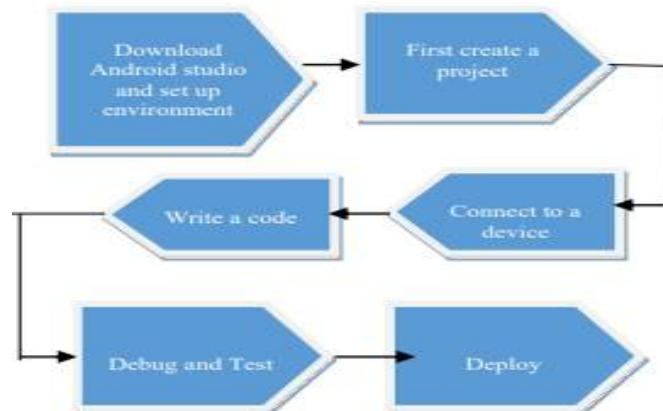 Download
Android studio
and set up
environment
First create a
project
Connect to a
device
Write a code
Debug and Test
Deploy